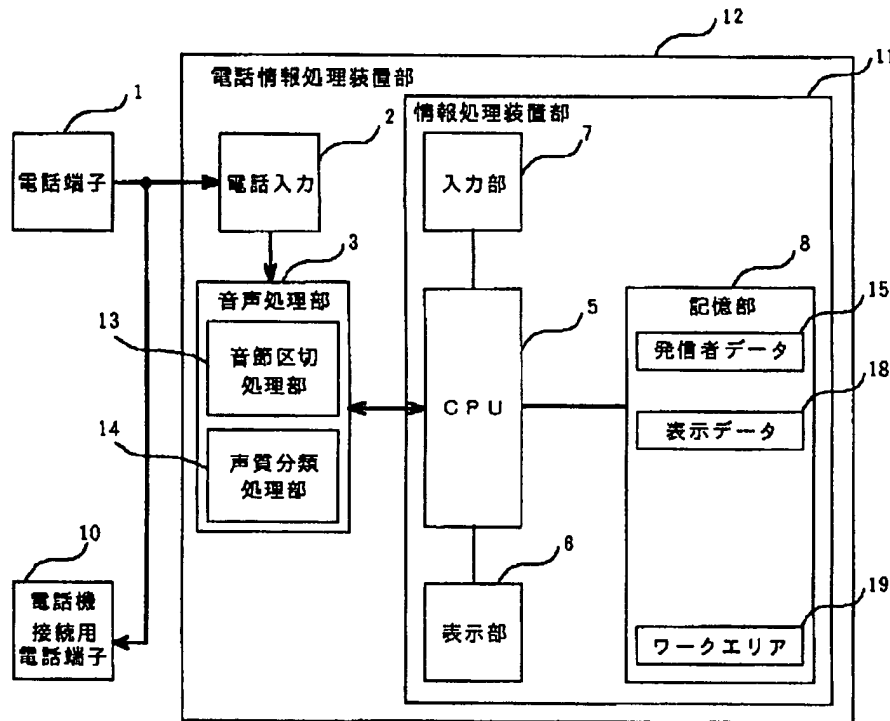 12
電話情報処理装置部
11
1
2
情報処理装置部
7
電話端子
電話入力
入力部
3
8
音声処理部
5
記憶部
15
13
音節区切
処理部
発信者データ
18
CPU
14
表示データ
声質分類
処理部
10
6
電話機
接続用
電話端子
19
表示部
ワークエリア